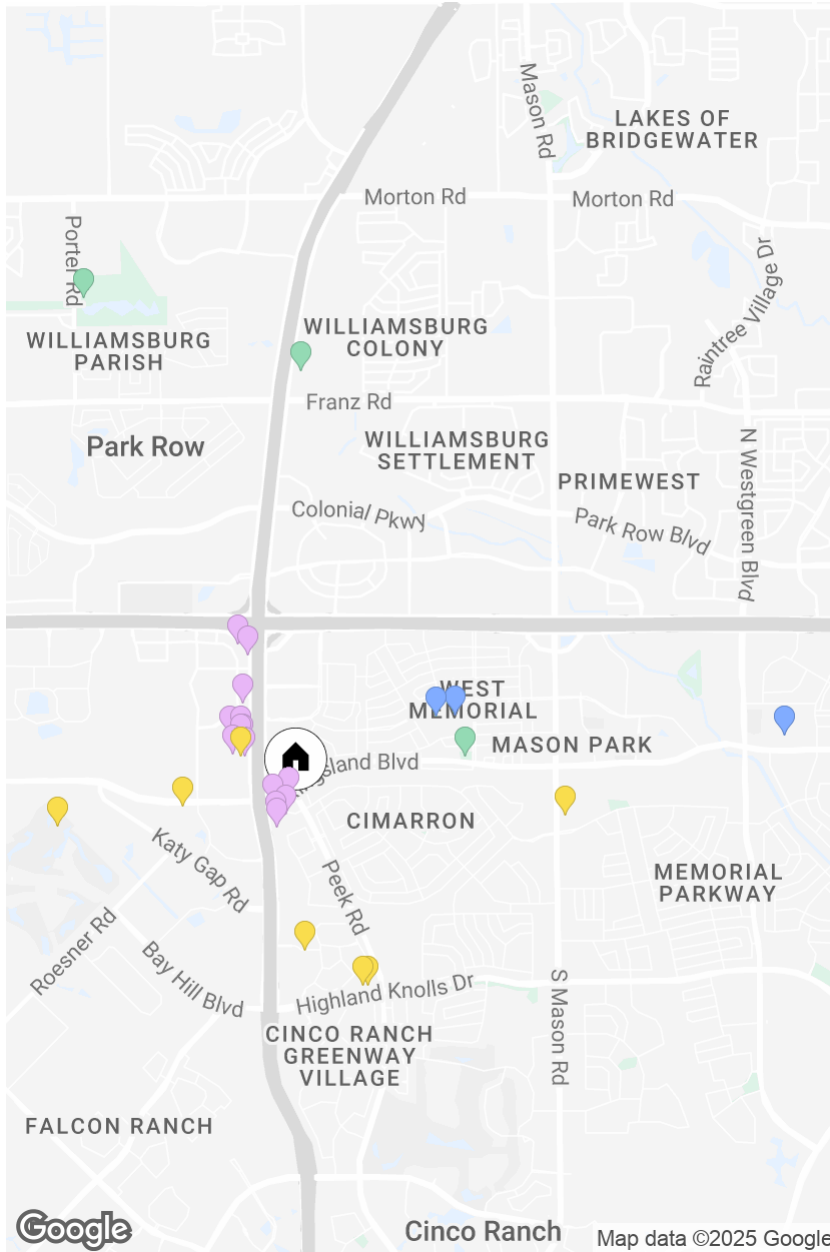 Mason Rd
LAKES OF
BRIDGEWATER
Morton Rd
Morton Rd
Portel Rd
Raintree Village Dr
WILLIAMSBURG
PARISH
WILLIAMSBURG
COLONY
Franz Rd
Park Row
WILLIAMSBURG
SETTLEMENT
PRIMEWEST
N Westgreen Blvd
Colonial Pkwy
Park Row Blvd
WEST
MEMORIAL
MASON PARK
Kingsland Blvd
CIMARRON
Katy Gap Rd
Peek Rd
MEMORIAL
PARKWAY
Roesner Rd
Bay Hill Blvd
Highland Knolls Dr
S Mason Rd
CINCO RANCH
GREENWAY
VILLAGE
FALCON RANCH
Google
Cinco Ranch
Map data ©2025 Google